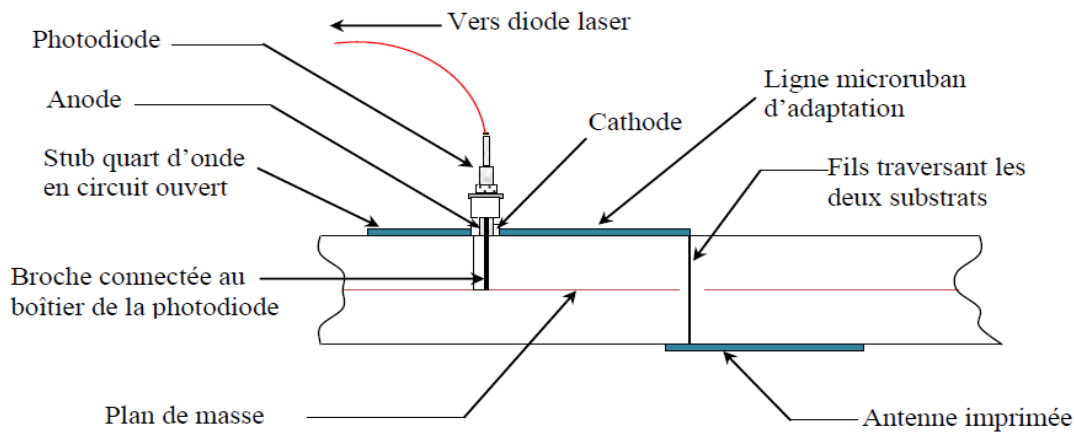 Vers diode laser
Photodiode
Ligne microruban
d'adaptation
Anode
Cathode
Stub quart d'onde
en circuit ouvert
Fils traversant les
deux substrats
Broche connectée au
boîtier de la photodiode
Plan de masse
Antenne imprimée